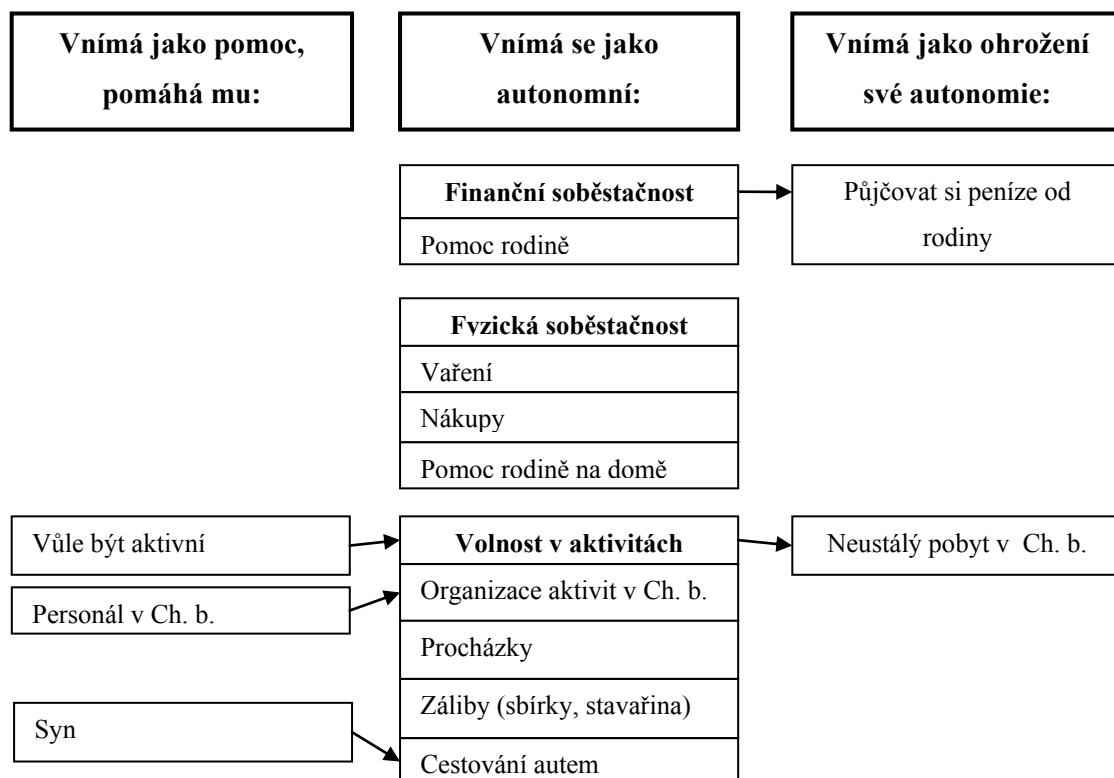 Vnímá jako pomoc,
pomáhá mu:
Vnímá se jako
autonomní:
Vnímá jako ohrožení
své autonomie:
Finanční soběstačnost
Pomoc rodině
Půjčovat si peníze od
rodiny
Fyzická soběstačnost
Vaření
Nákupy
Pomoc rodině na domě
Vůle být aktivní
Personál v Ch. b.
Syn
Volnost v aktivitách
Organizace aktivit v Ch. b.
Procházky
Záliby (sbírky, stavařina)
Cestování autem
Neustálý pobyt v Ch. b.